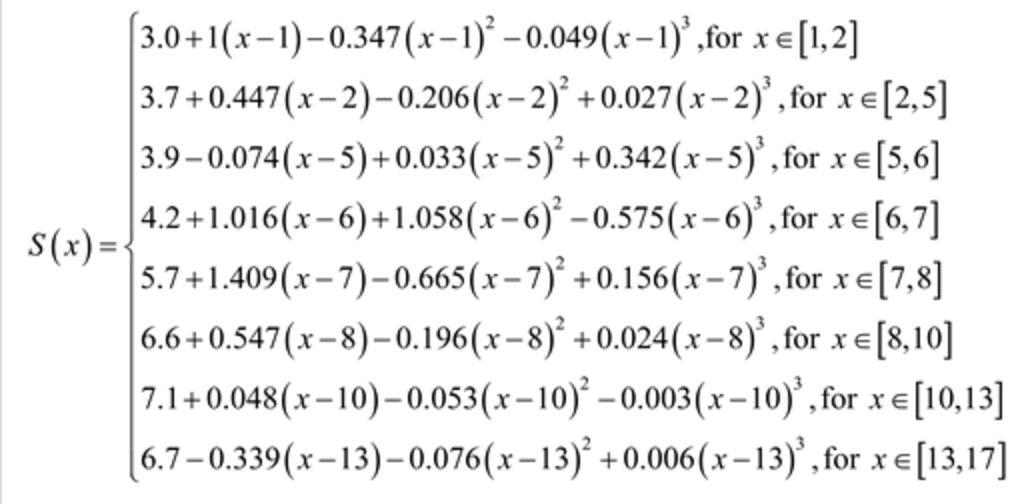 3.0+1(x−1)−0.347(x−1)²−0.049(x−1)³,for x∈[1,2]
3.7+0.447(x−2)−0.206(x−2)²+0.027(x−2)³,for x∈[2,5]
3.9−0.074(x−5)+0.033(x−5)²+0.342(x−5)³,for x∈[5,6]
4.2+1.016(x−6)+1.058(x−6)²−0.575(x−6)³,for x∈[6,7]
S(x)=
5.7+1.409(x−7)−0.665(x−7)²+0.156(x−7)³,for x∈[7,8]
6.6+0.547(x−8)−0.196(x−8)²+0.024(x−8)³,for x∈[8,10]
7.1+0.048(x−10)−0.053(x−10)²−0.003(x−10)³,for x∈[10,13]
6.7−0.339(x−13)−0.076(x−13)²+0.006(x−13)³,for x∈[13,17]